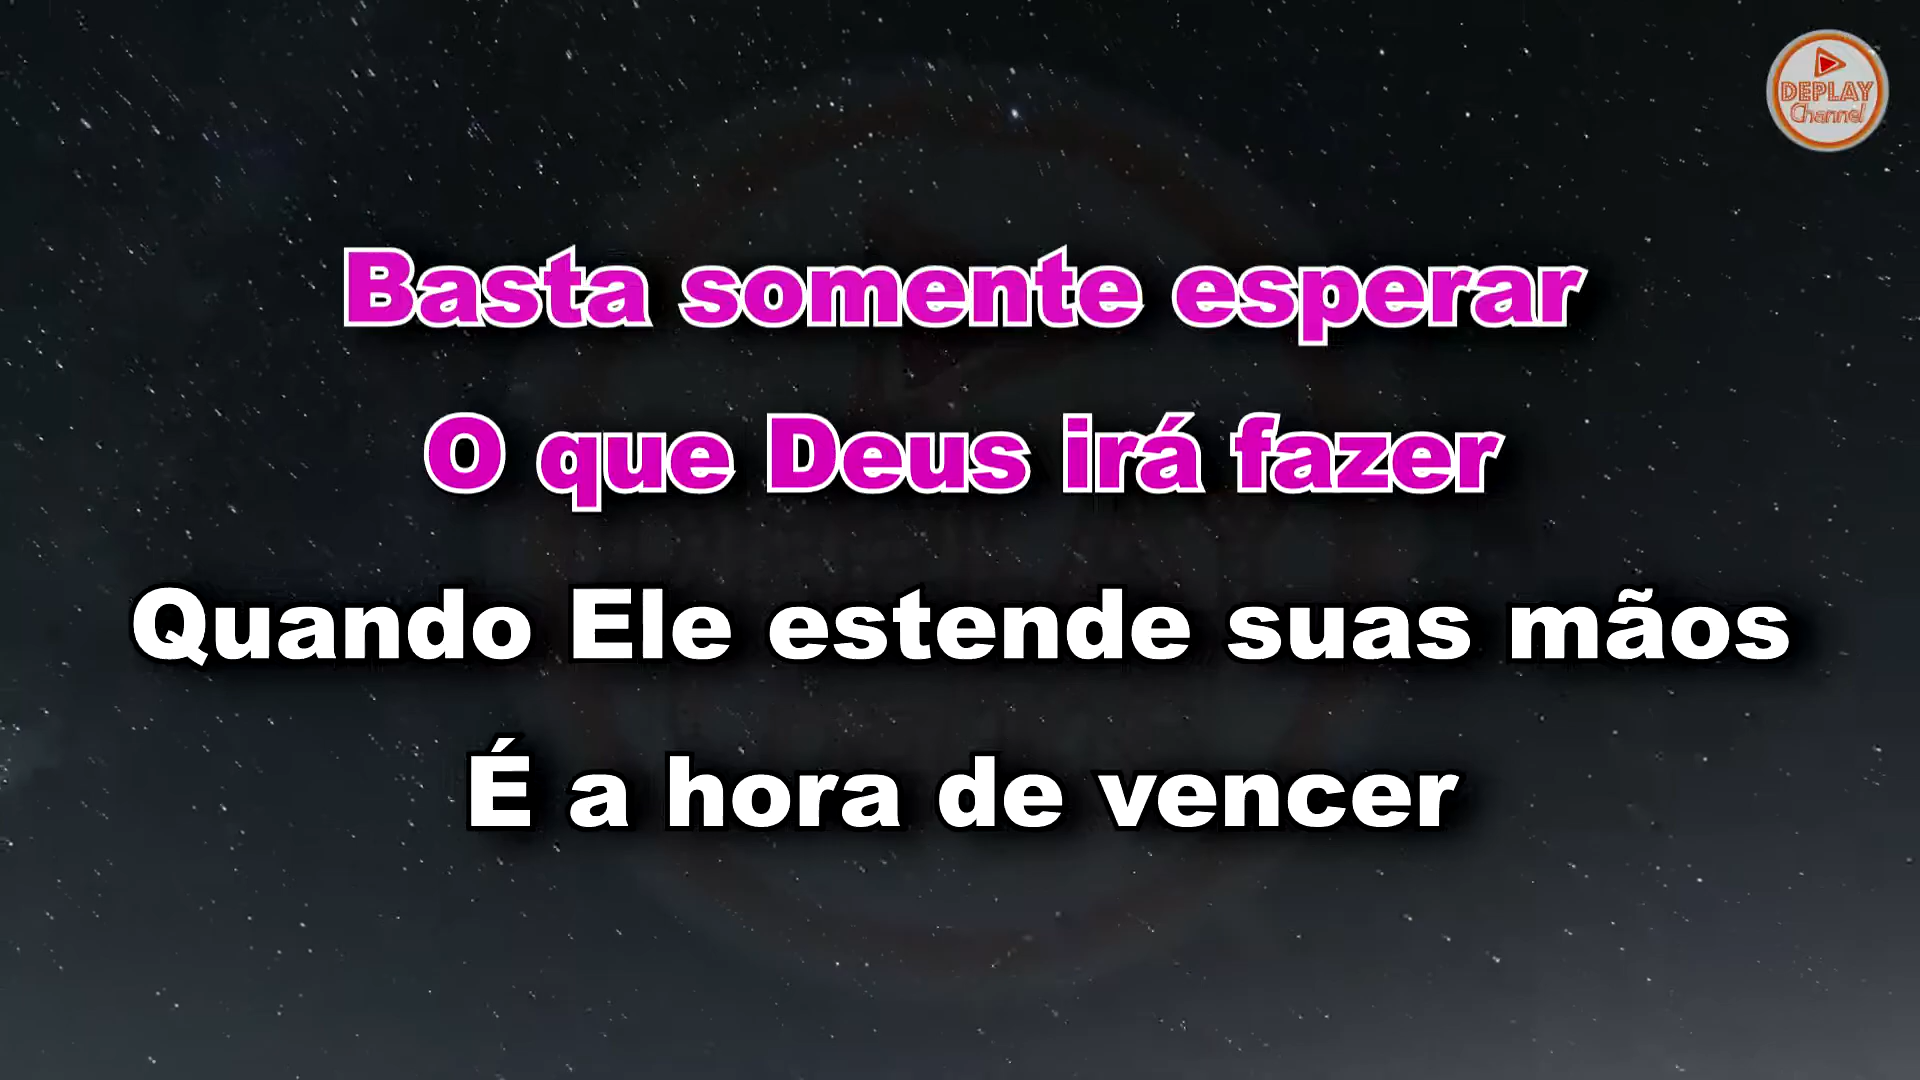 DEPLAY
Channel
Basta somente esperar
O que Deus irá fazer
Quando Ele estende suas mãos
É a hora de vencer